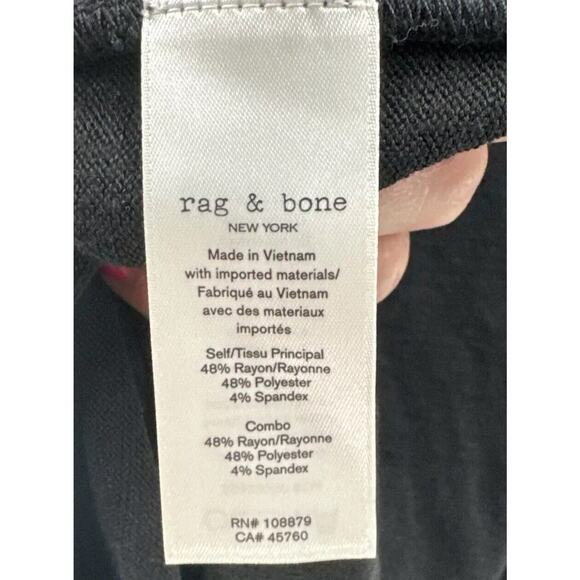 rag & bone
NEW YORK
Made in Vietnam
with imported materials/
Fabriqué au Vietnam
avec des materiaux
importés
Self/Tissu Principal
48% Rayon/Rayonne
48% Polyester
4% Spandex
Combo
48% Rayon/Rayonne
48% Polyester
4% Spandex
RN# 108879
CA# 45760